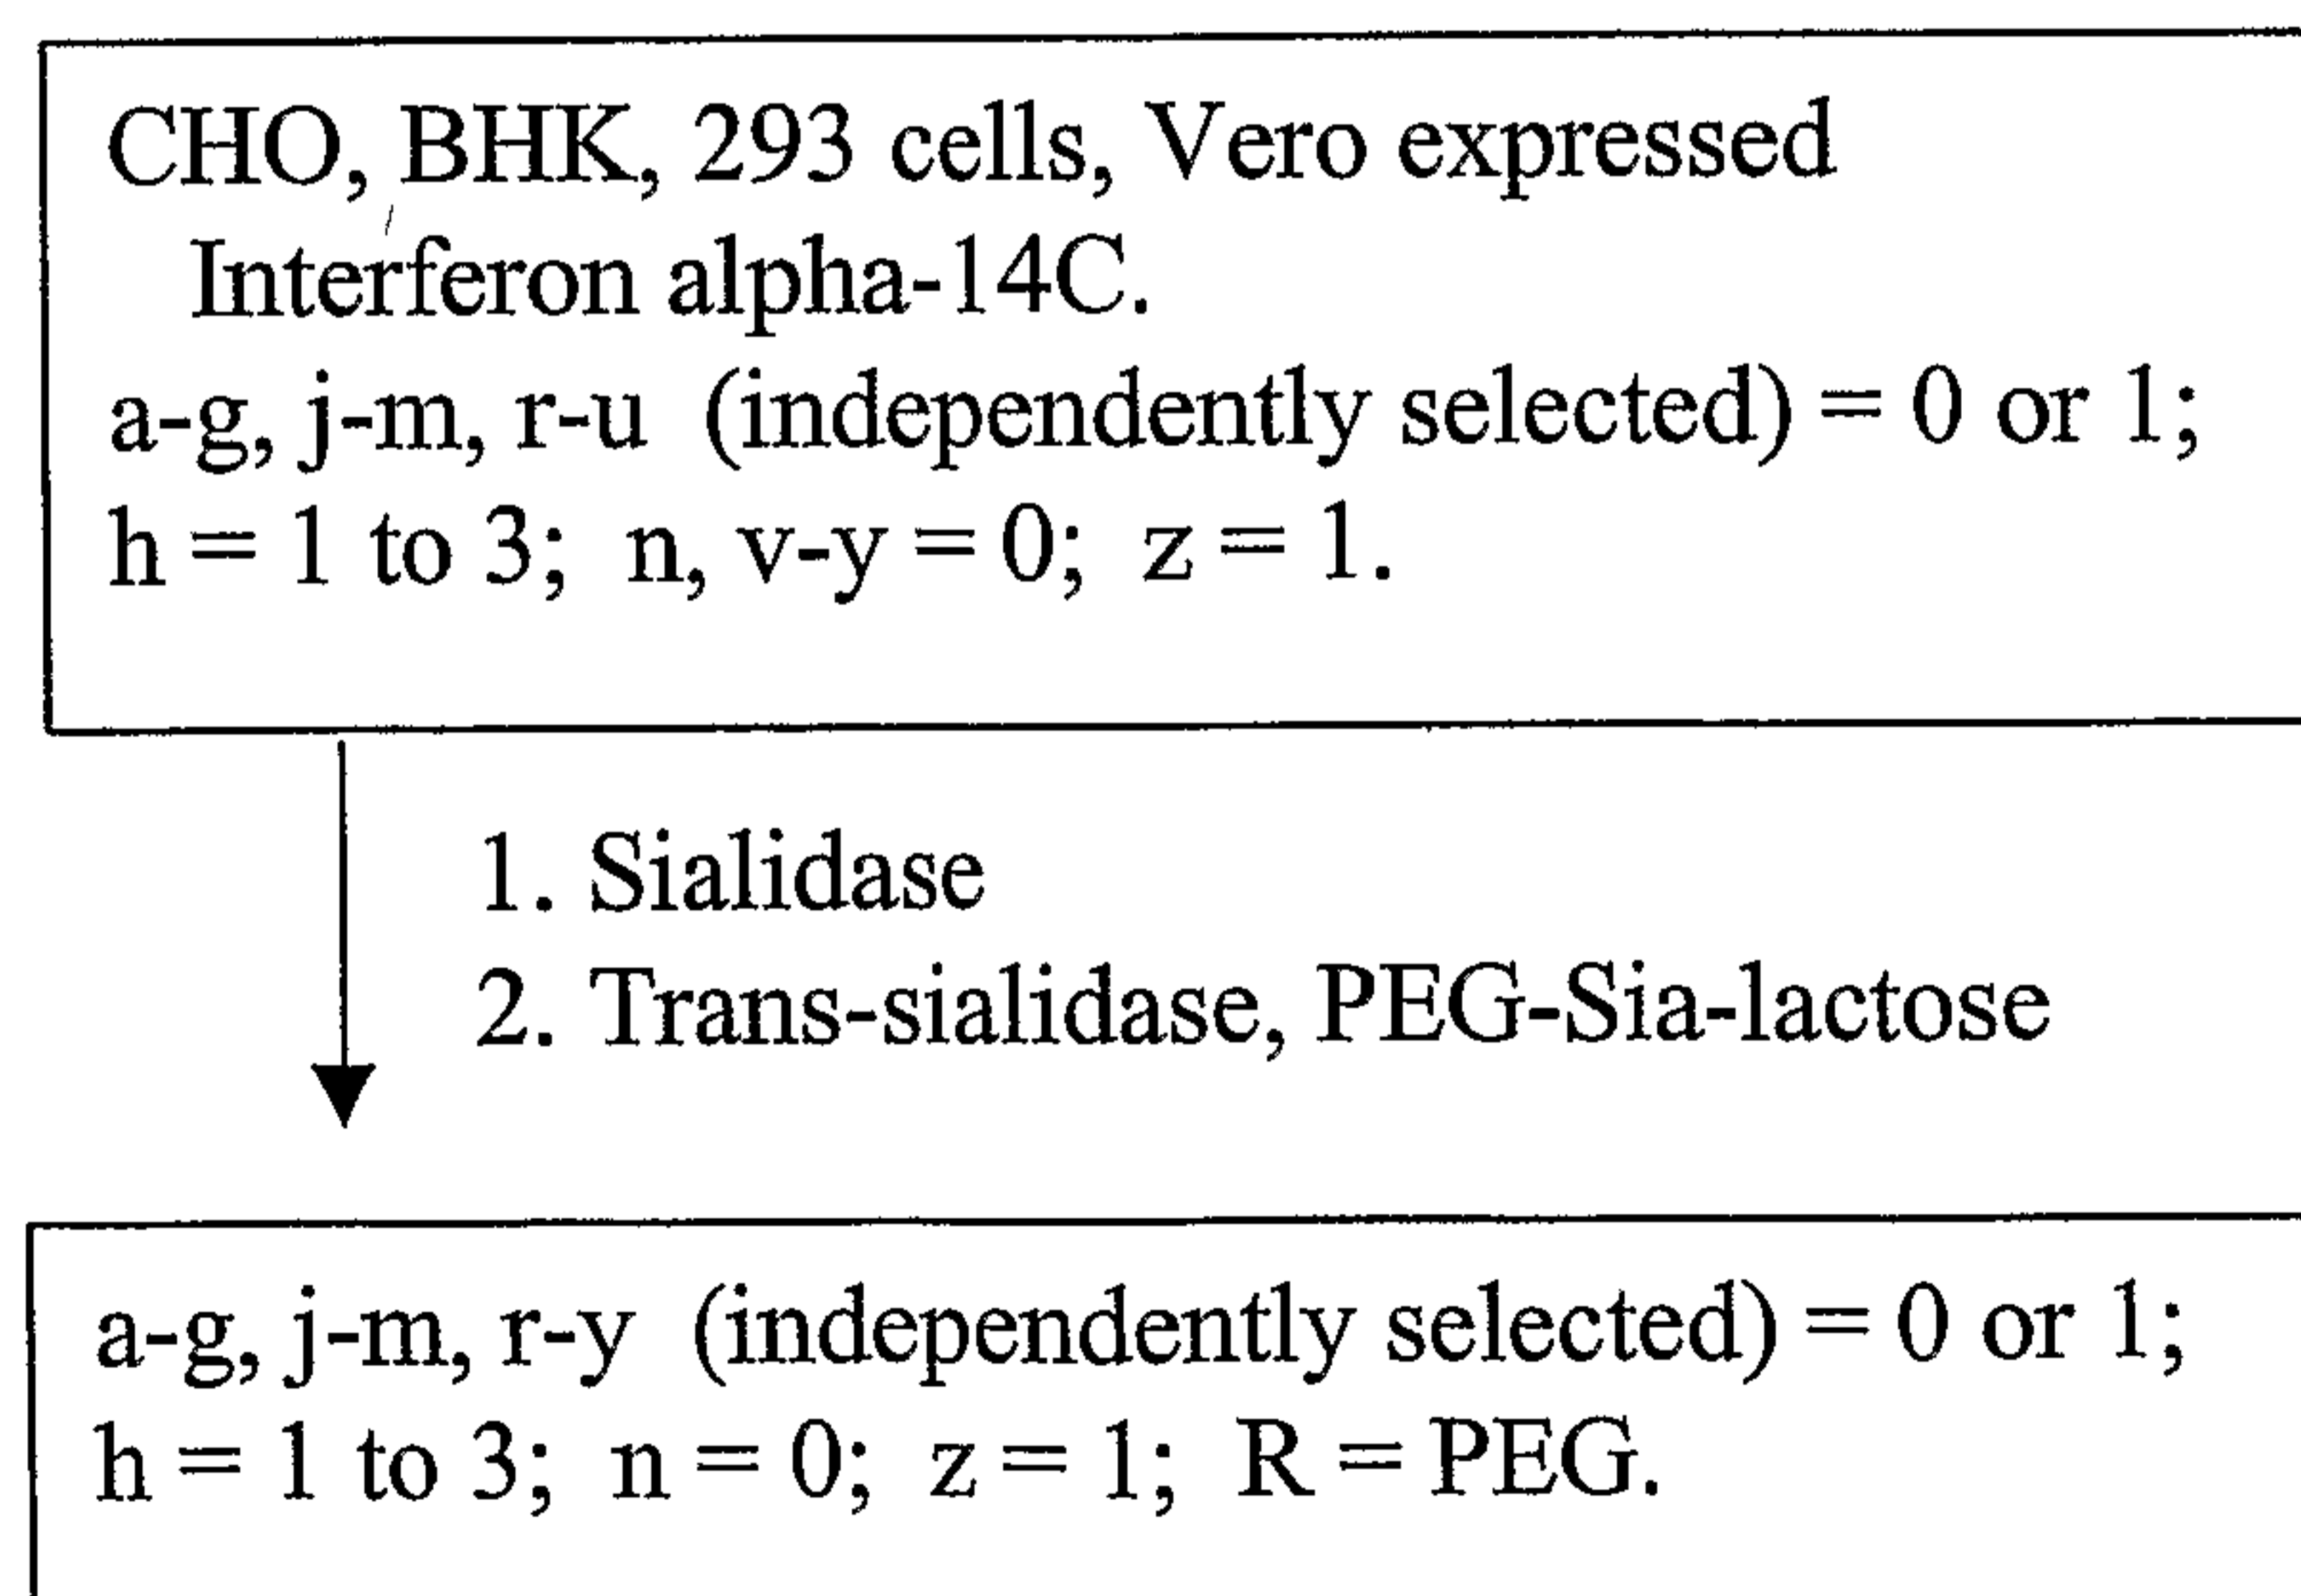 CHO, BHK, 293 cells, Vero expressed
Interferon alpha-14C.
a-g, j-m, r-u (independently selected) = 0 or 1;
h = 1 to 3; n, v-y = 0; z = 1.
1. Sialidase
2. Trans-sialidase, PEG-Sia-lactose
a-g, j-m, r-y (independently selected) = 0 or 1;
h = 1 to 3; n = 0; z = 1; R = PEG.